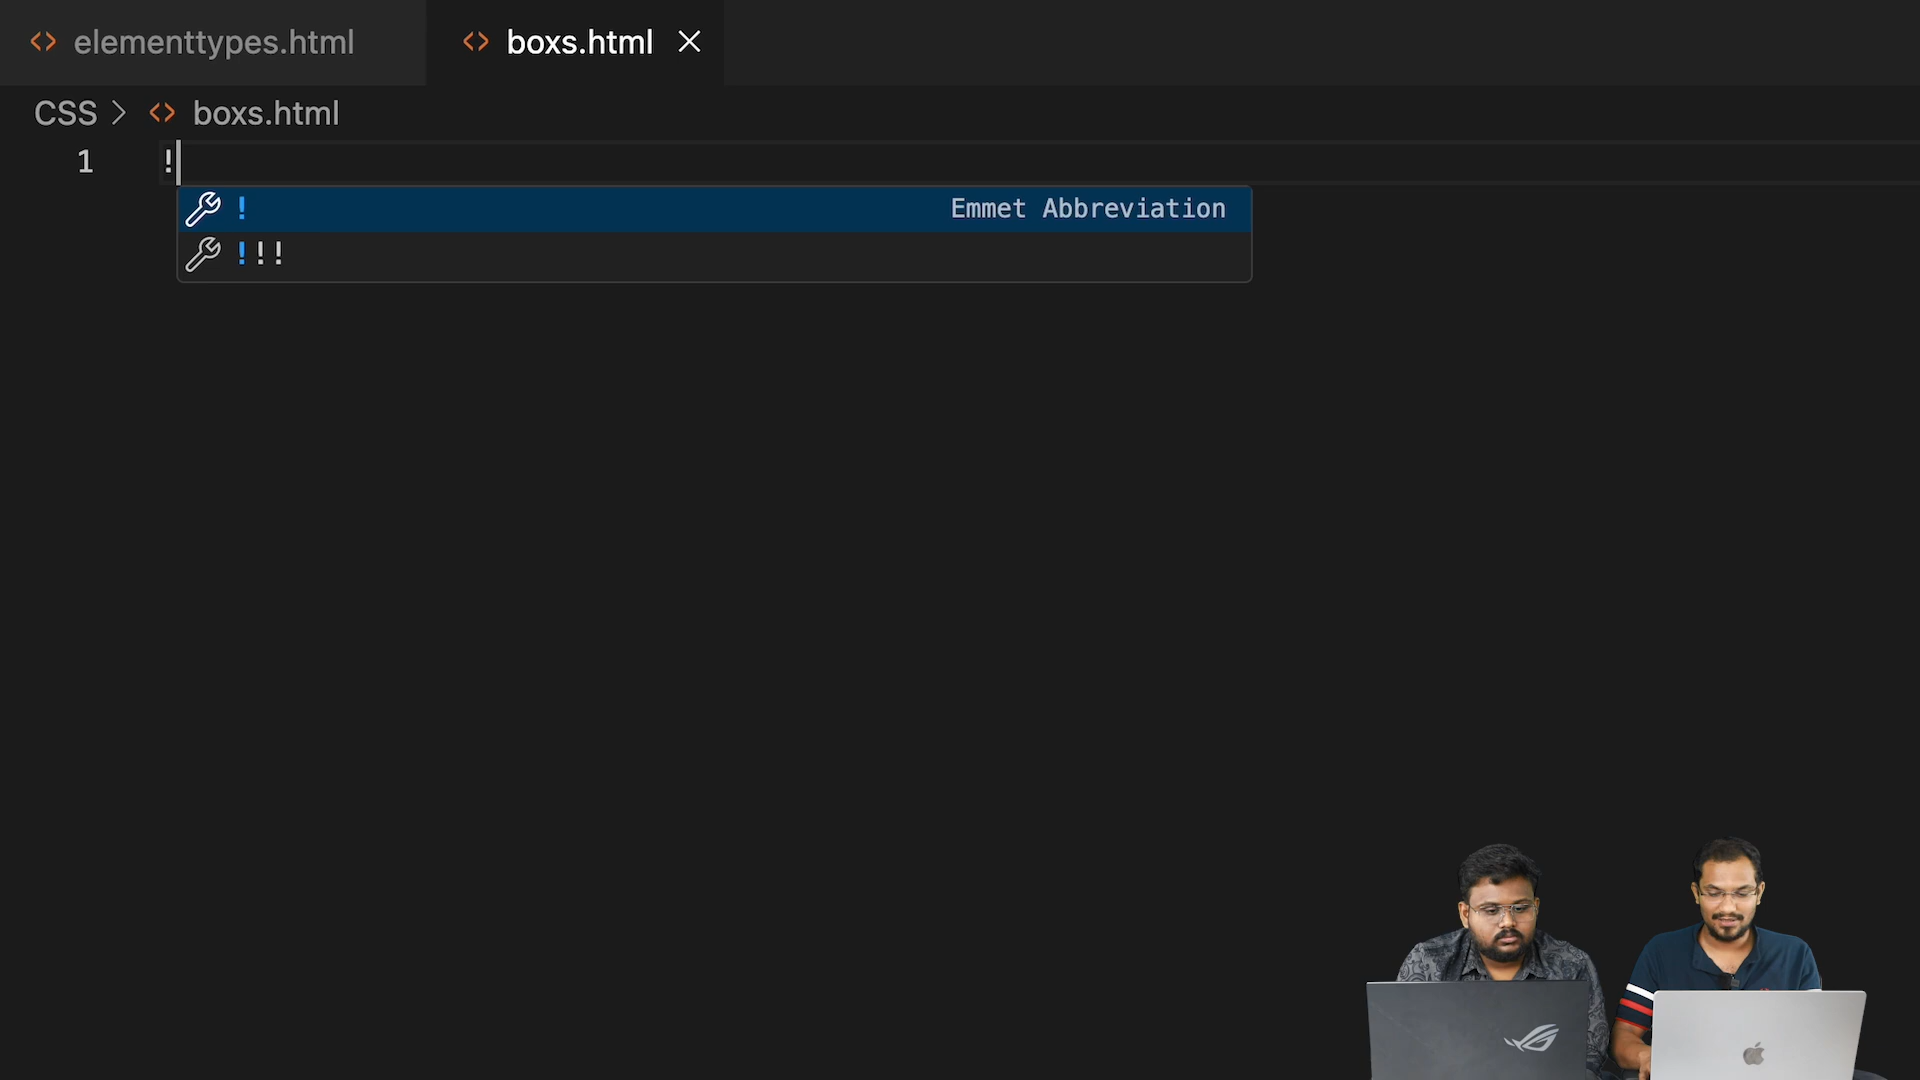 elementtypes.html
boxs.html
CSS > boxs.html
1 !
! Emmet Abbreviation
!!!